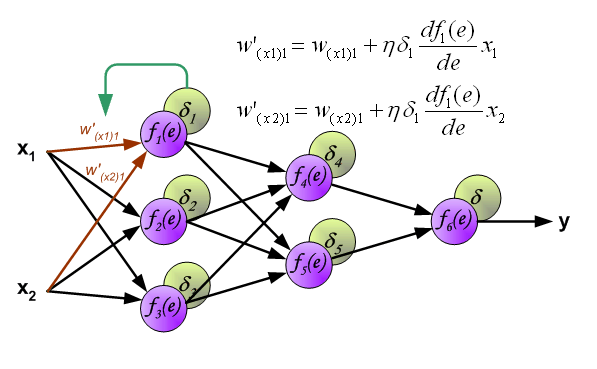 w'(x1)1 = w(x1)1 + ηδ1 df1(e)/de x1
w'(x2)1 = w(x2)1 + ηδ1 df1(e)/de x2
δ1
w'(x1)1
f1(e)
x1
w'(x2)1
δ4
f4(e)
δ2
f2(e)
δ
f6(e)
y
δ5
f5(e)
x2
δ3
f3(e)